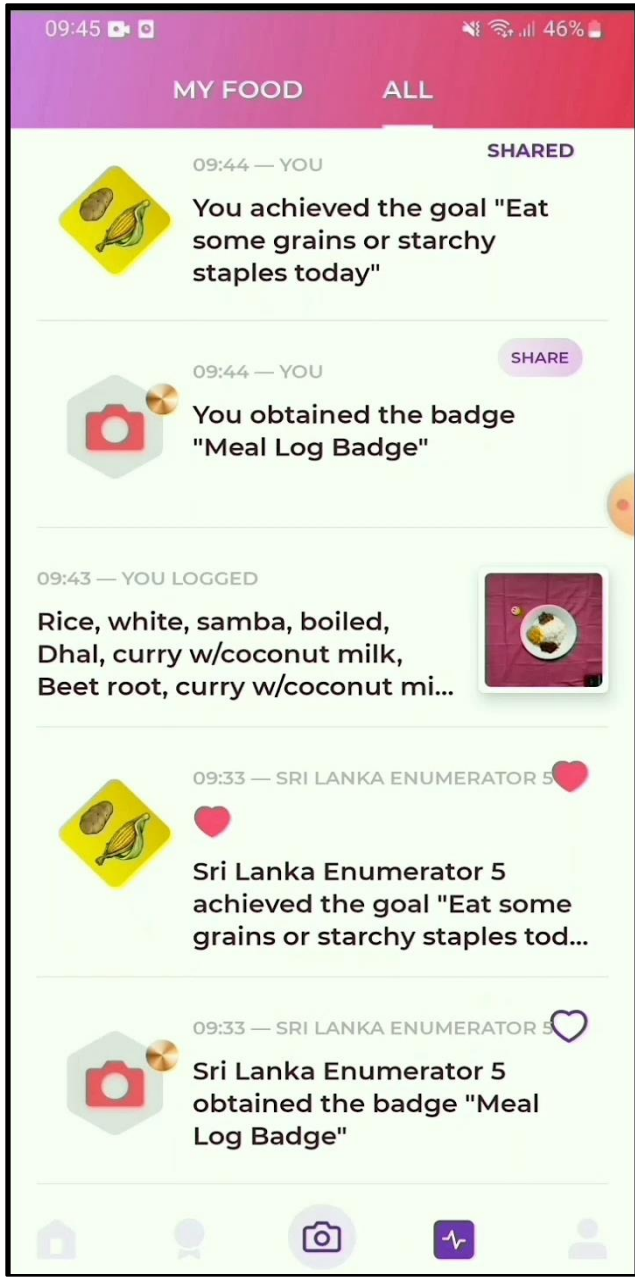 09:45
46%
MY FOOD
ALL
SHARED
09:44 — YOU
You achieved the goal "Eat
some grains or starchy
staples today"
SHARE
09:44 — YOU
You obtained the badge
"Meal Log Badge"
09:43 — YOU LOGGED
Rice, white, samba, boiled,
Dhal, curry w/coconut milk,
Beet root, curry w/coconut mi...
09:33 — SRI LANKA ENUMERATOR 5
Sri Lanka Enumerator 5
achieved the goal "Eat some
grains or starchy staples tod...
09:33 — SRI LANKA ENUMERATOR 5
Sri Lanka Enumerator 5
obtained the badge "Meal
Log Badge"